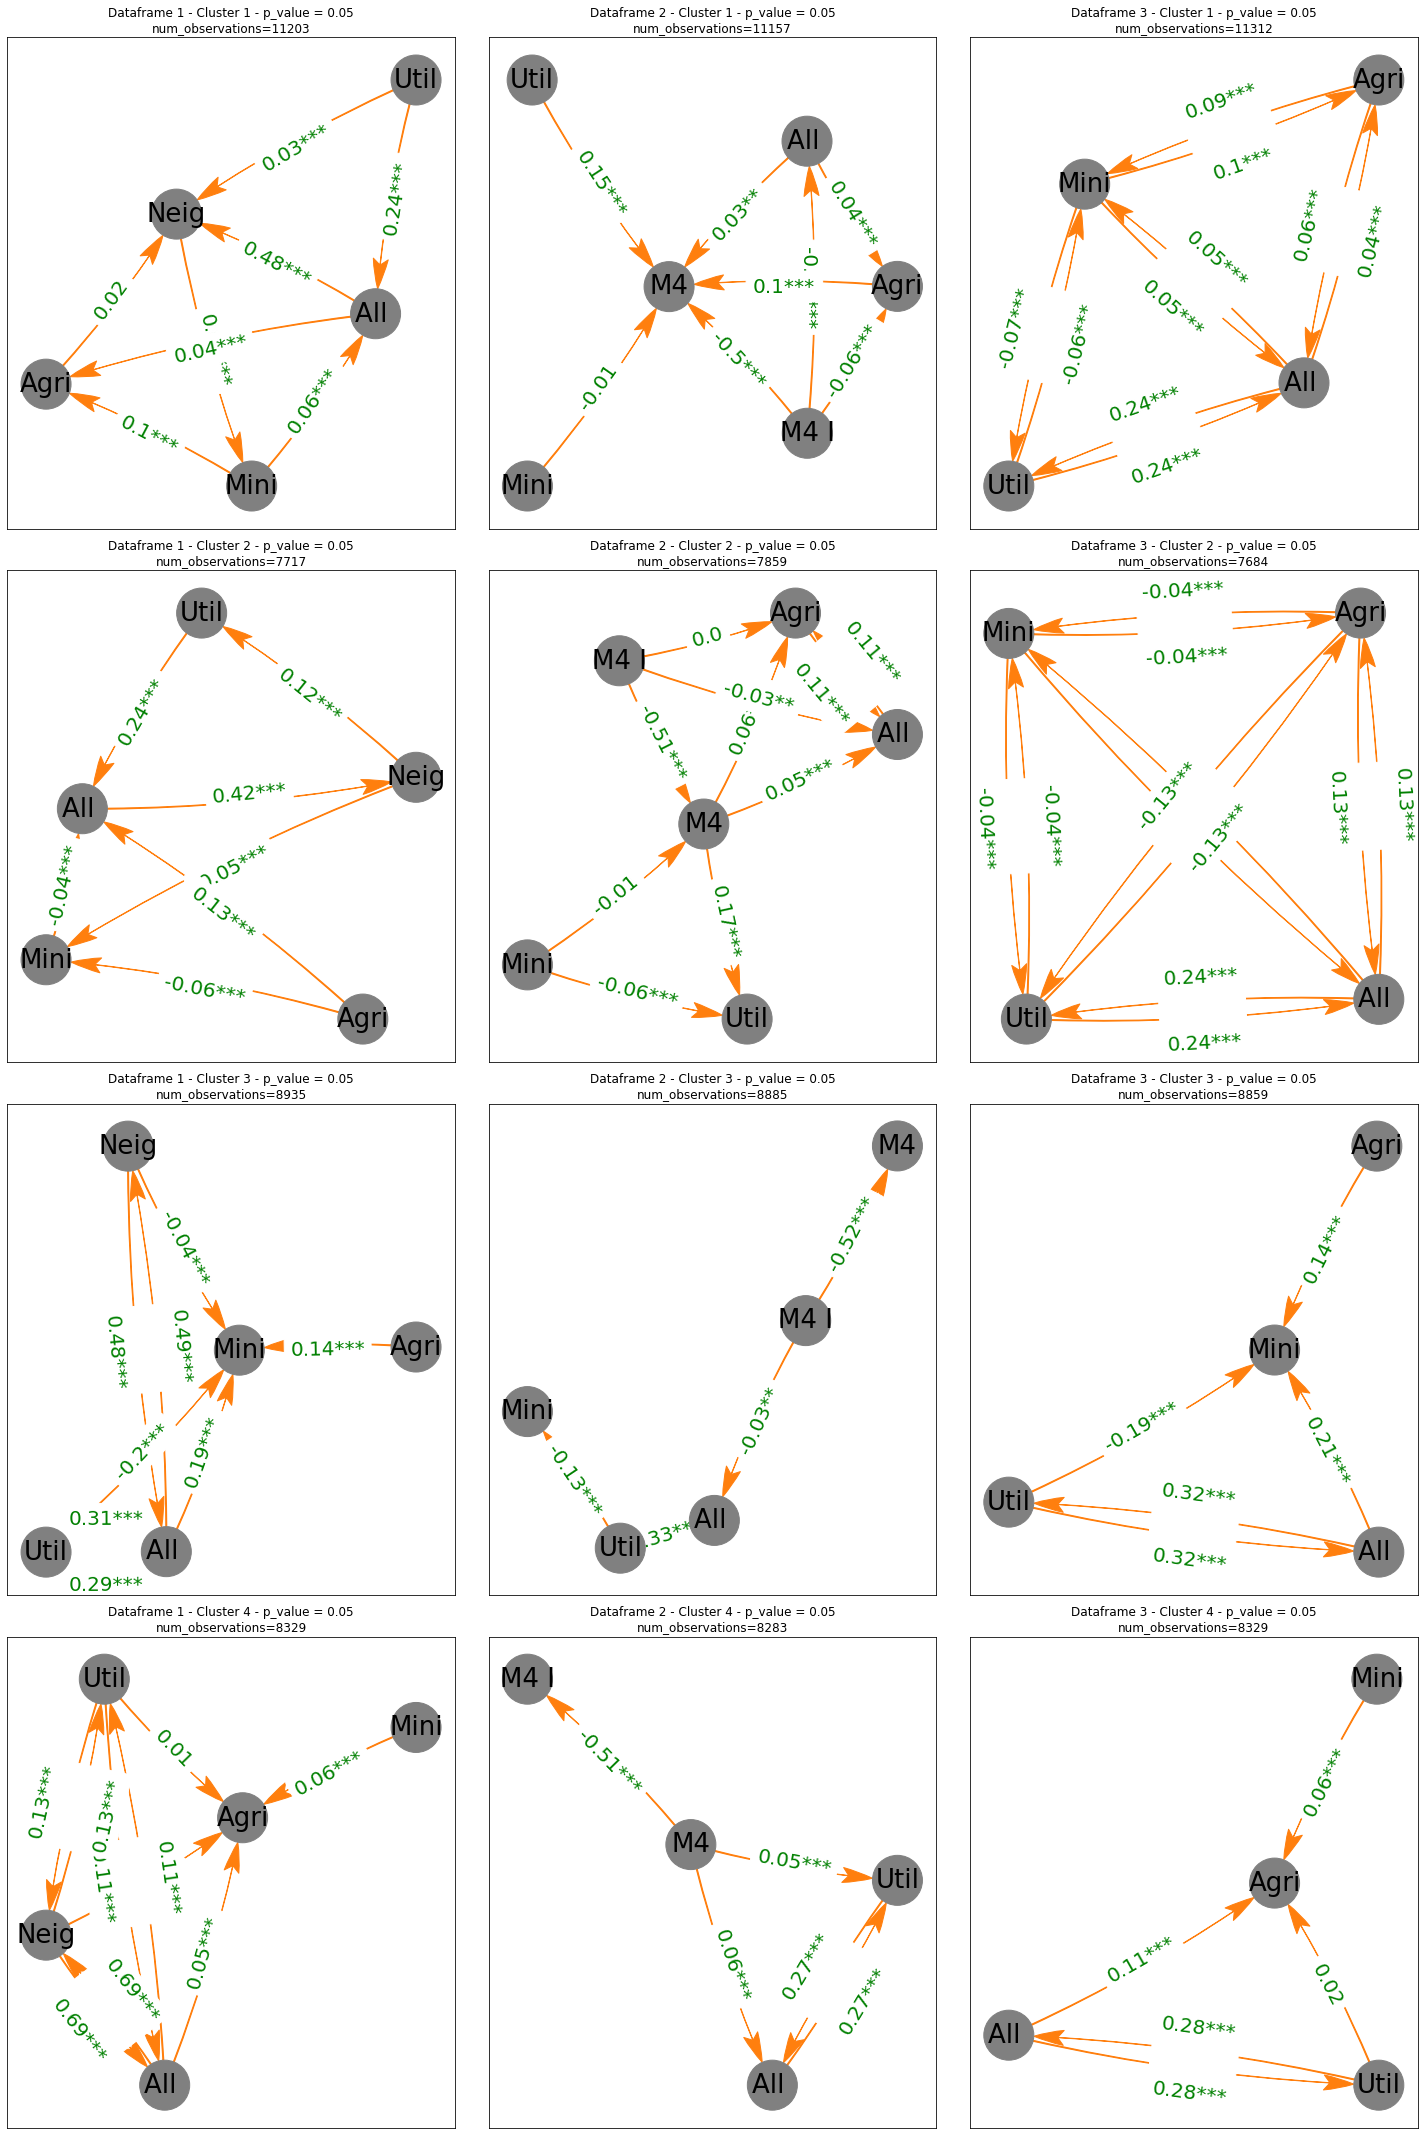 Dataframe 1 - Cluster 1 - p_value = 0.05
num_observations=11203
Util
0.03***
0.24***
Neig
0.48***
0.02
All
0.04***
Agri
0.1***
0.06***
Mini
Dataframe 2 - Cluster 1 - p_value = 0.05
num_observations=11157
Util
All
0.15***
0.03**
0.04***
M4
0.1***
Agri
-0.5***
-0.06***
-0.01
M4 I
Mini
Dataframe 3 - Cluster 1 - p_value = 0.05
num_observations=11312
Agri
0.09***
0.1***
Mini
0.06***
0.04***
0.05***
0.05***
-0.07***
-0.06***
All
0.24***
0.24***
Util
Dataframe 1 - Cluster 2 - p_value = 0.05
num_observations=7717
Util
0.12***
0.24***
Neig
0.42***
All
0.05***
-0.04***
0.13***
Mini
-0.06***
Agri
Dataframe 2 - Cluster 2 - p_value = 0.05
num_observations=7859
Agri
0.0
0.11***
M4 I
0.11***
-0.03**
0.06
All
-0.51***
0.05***
M4
-0.01
0.17***
Mini
-0.06***
Util
Dataframe 3 - Cluster 2 - p_value = 0.05
num_observations=7684
-0.04***
Mini
Agri
-0.04***
-0.13***
-0.13***
-0.04***
-0.04***
0.13***
0.13***
0.24***
All
Util
0.24***
Dataframe 1 - Cluster 3 - p_value = 0.05
num_observations=8935
Neig
-0.04***
0.48***
0.49***
Mini
0.14***
Agri
-0.2***
0.19***
0.31***
Util
All
0.29***
Dataframe 2 - Cluster 3 - p_value = 0.05
num_observations=8885
M4
-0.52***
M4 I
Mini
-0.03**
-0.13***
All
Util
Dataframe 3 - Cluster 3 - p_value = 0.05
num_observations=8859
Agri
0.14***
Mini
-0.19***
0.21***
Util
0.32***
0.32***
All
Dataframe 1 - Cluster 4 - p_value = 0.05
num_observations=8329
Util
Mini
0.01
0.06***
0.13***
0.13***
Agri
0.11***
0.11***
Neig
0.05***
0.69***
0.69***
All
Dataframe 2 - Cluster 4 - p_value = 0.05
num_observations=8283
M4 I
-0.51***
M4
0.05***
Util
0.06***
0.27***
0.27***
All
Dataframe 3 - Cluster 4 - p_value = 0.05
num_observations=8329
Mini
0.06***
Agri
0.11***
0.02
All
0.28***
0.28***
Util